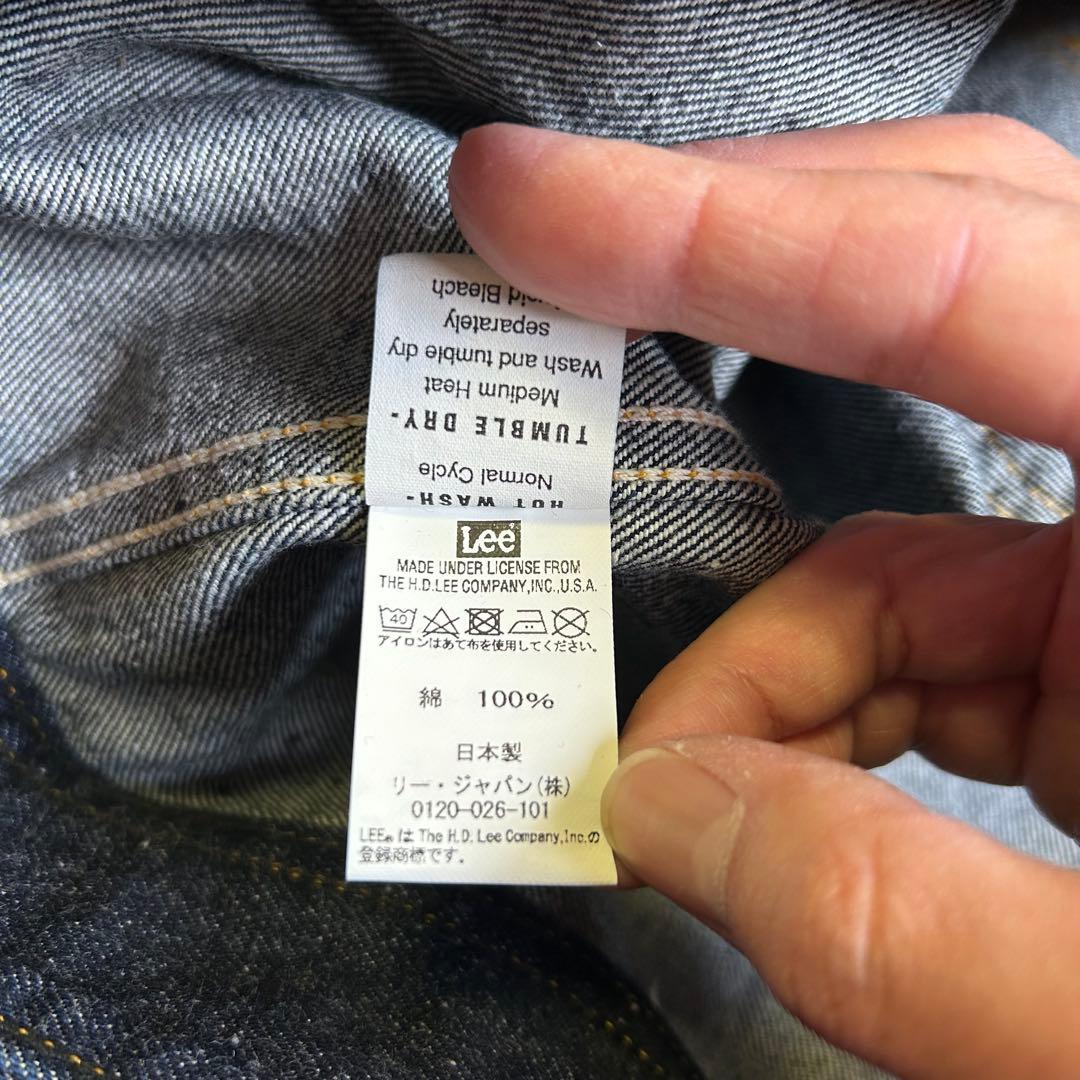 HOT WASH-
Normal Cycle
TUMBLE DRY-
Medium Heat
Wash and tumble dry
separately
Bleach
Lee
MADE UNDER LICENSE FROM
THE H.D.LEE COMPANY,INC.,U.S.A.
40
アイロンはあて布を使用してください。
綿 100%
日本製
リー・ジャパン(株)
0120-026-101
LEE® は The H.D. Lee Company,Inc.の
登録商標です。